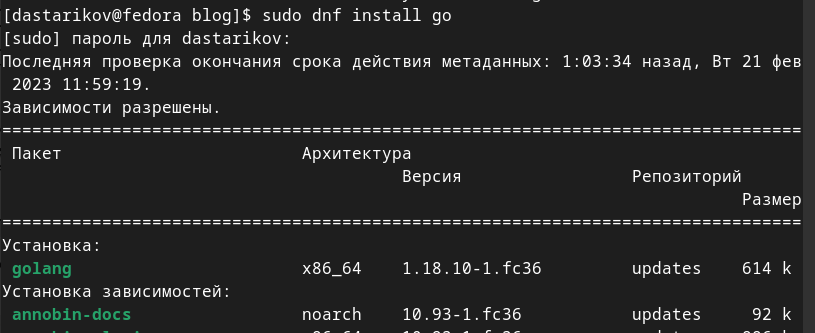 [dastarikov@fedora blog]$ sudo dnf install go
[sudo] пароль для dastarikov:
Последняя проверка окончания срока действия метаданных: 1:03:34 назад, Вт 21 фев
2023 11:59:19.
Зависимости разрешены.
================================================================================
Пакет Архитектура
Версия Репозиторий
Размер
================================================================================
Установка:
golang x86_64 1.18.10-1.fc36 updates 614 k
Установка зависимостей:
annobin-docs noarch 10.93-1.fc36 updates 92 k